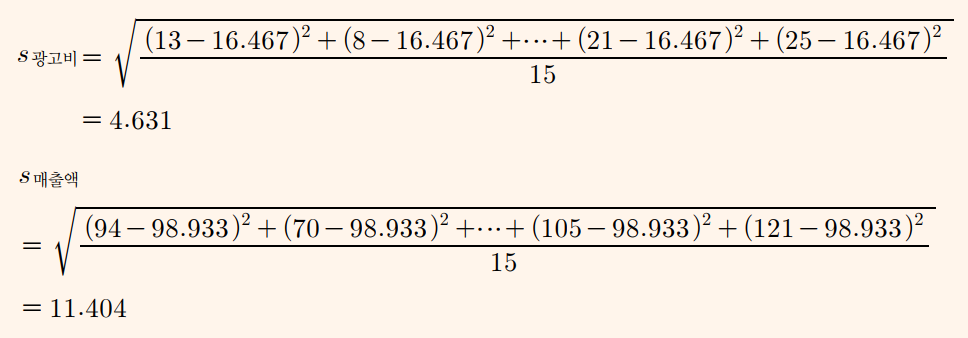 s광고비 = √((13−16.467)²+(8−16.467)²+⋯+(21−16.467)²+(25−16.467)²
15
= 4.631
s매출액
= √((94−98.933)²+(70−98.933)²+⋯+(105−98.933)²+(121−98.933)²
15
= 11.404